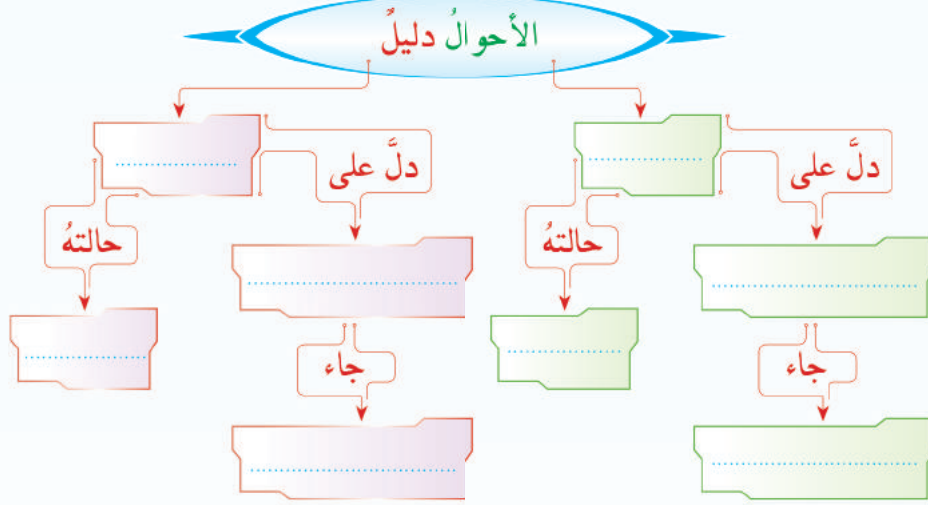 الأحوالُ دليلٌ
دلَّ على
دلَّ على
حالتهُ
حالتهُ
جاء
جاء